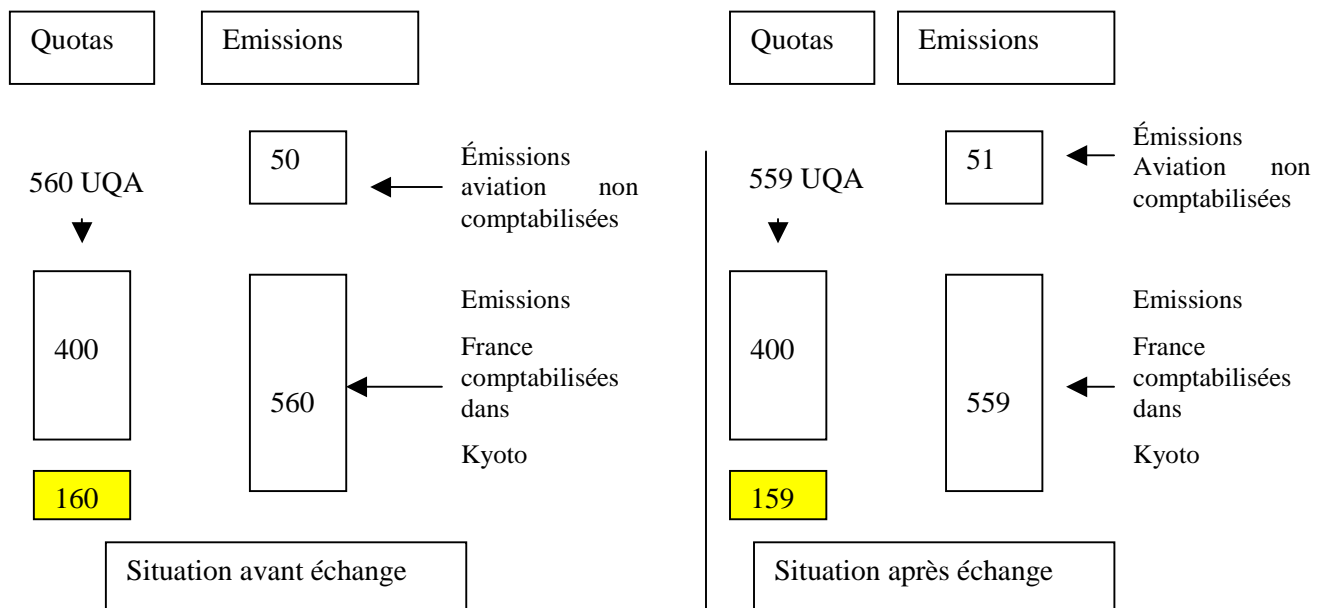 Quotas
Emissions
50
Émissions
aviation non
comptabilisées
560 UQA
400
560
Emissions
France
comptabilisées
dans
Kyoto
160
Situation avant échange
Quotas
Emissions
51
Émissions
Aviation non
comptabilisées
559 UQA
400
559
Emissions
France
comptabilisées
dans
Kyoto
159
Situation après échange